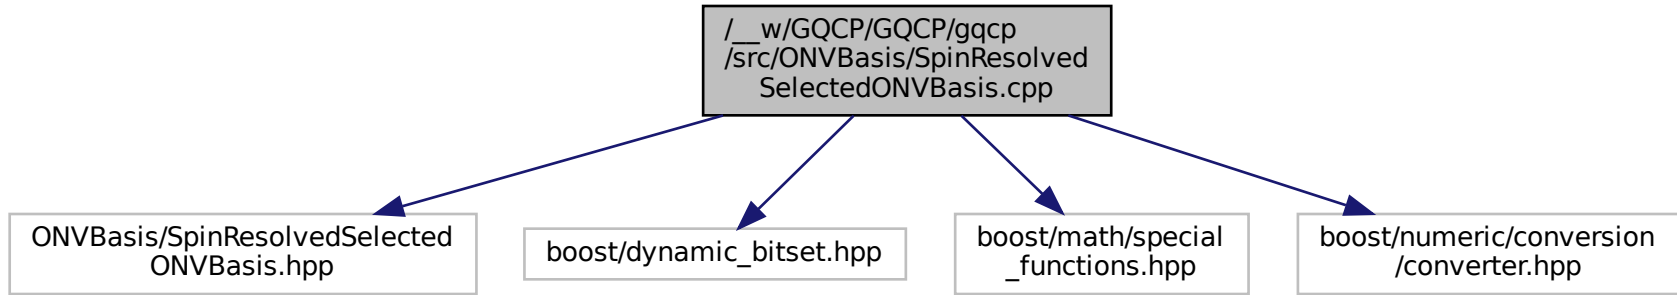 /__w/GQCP/GQCP/gqcp
/src/ONVBasis/SpinResolved
SelectedONVBasis.cpp
ONVBasis/SpinResolvedSelected
ONVBasis.hpp
boost/dynamic_bitset.hpp
boost/math/special
_functions.hpp
boost/numeric/conversion
/converter.hpp